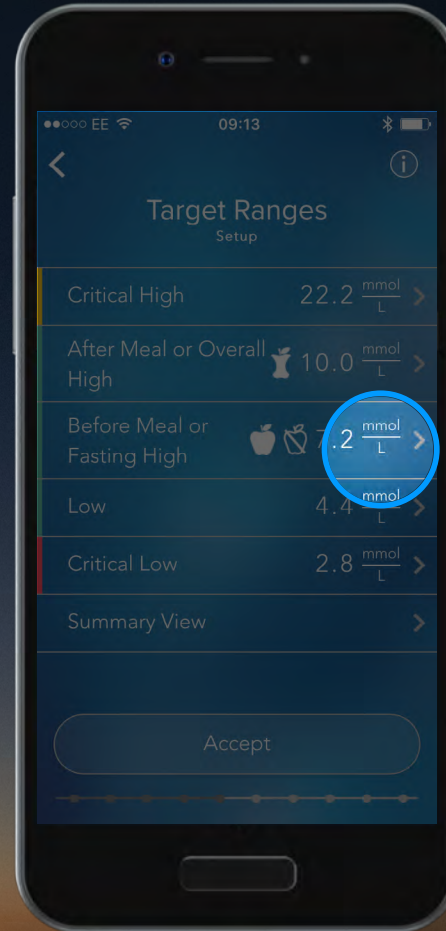 EE 09:13
Target Ranges
Setup
Critical High 22.2 mmol/L
After Meal or Overall High 10.0 mmol/L
Before Meal or Fasting High 7.2 mmol/L
Low 4.4 mmol/L
Critical Low 2.8 mmol/L
Summary View
Accept